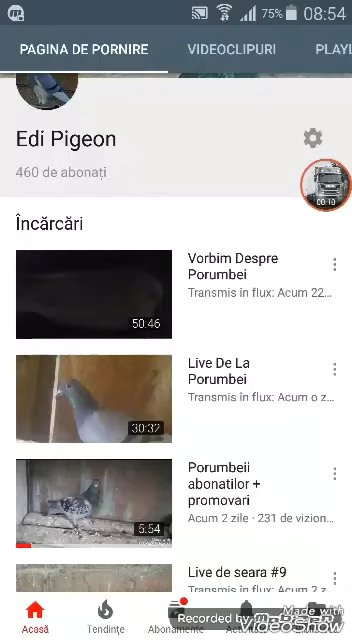 75% 08:54
PAGINA DE PORNIRE VIDEOCLIPURI PLAYL
Edi Pigeon
460 de abonați
00:10
Încărcări
Vorbim Despre
Porumbei
Transmis în flux: Acum 22...
50:46
Live De La
Porumbei
Transmis în flux: Acum o z...
30:32
Porumbeii
abonatilor +
promovari
Acum 2 zile · 231 de vizion...
5:54
Live de seara #9
Transmis în flux: Acum 2 z...
Made with
VideoShow
Recorded by
Acasă Tendințe Abonamente